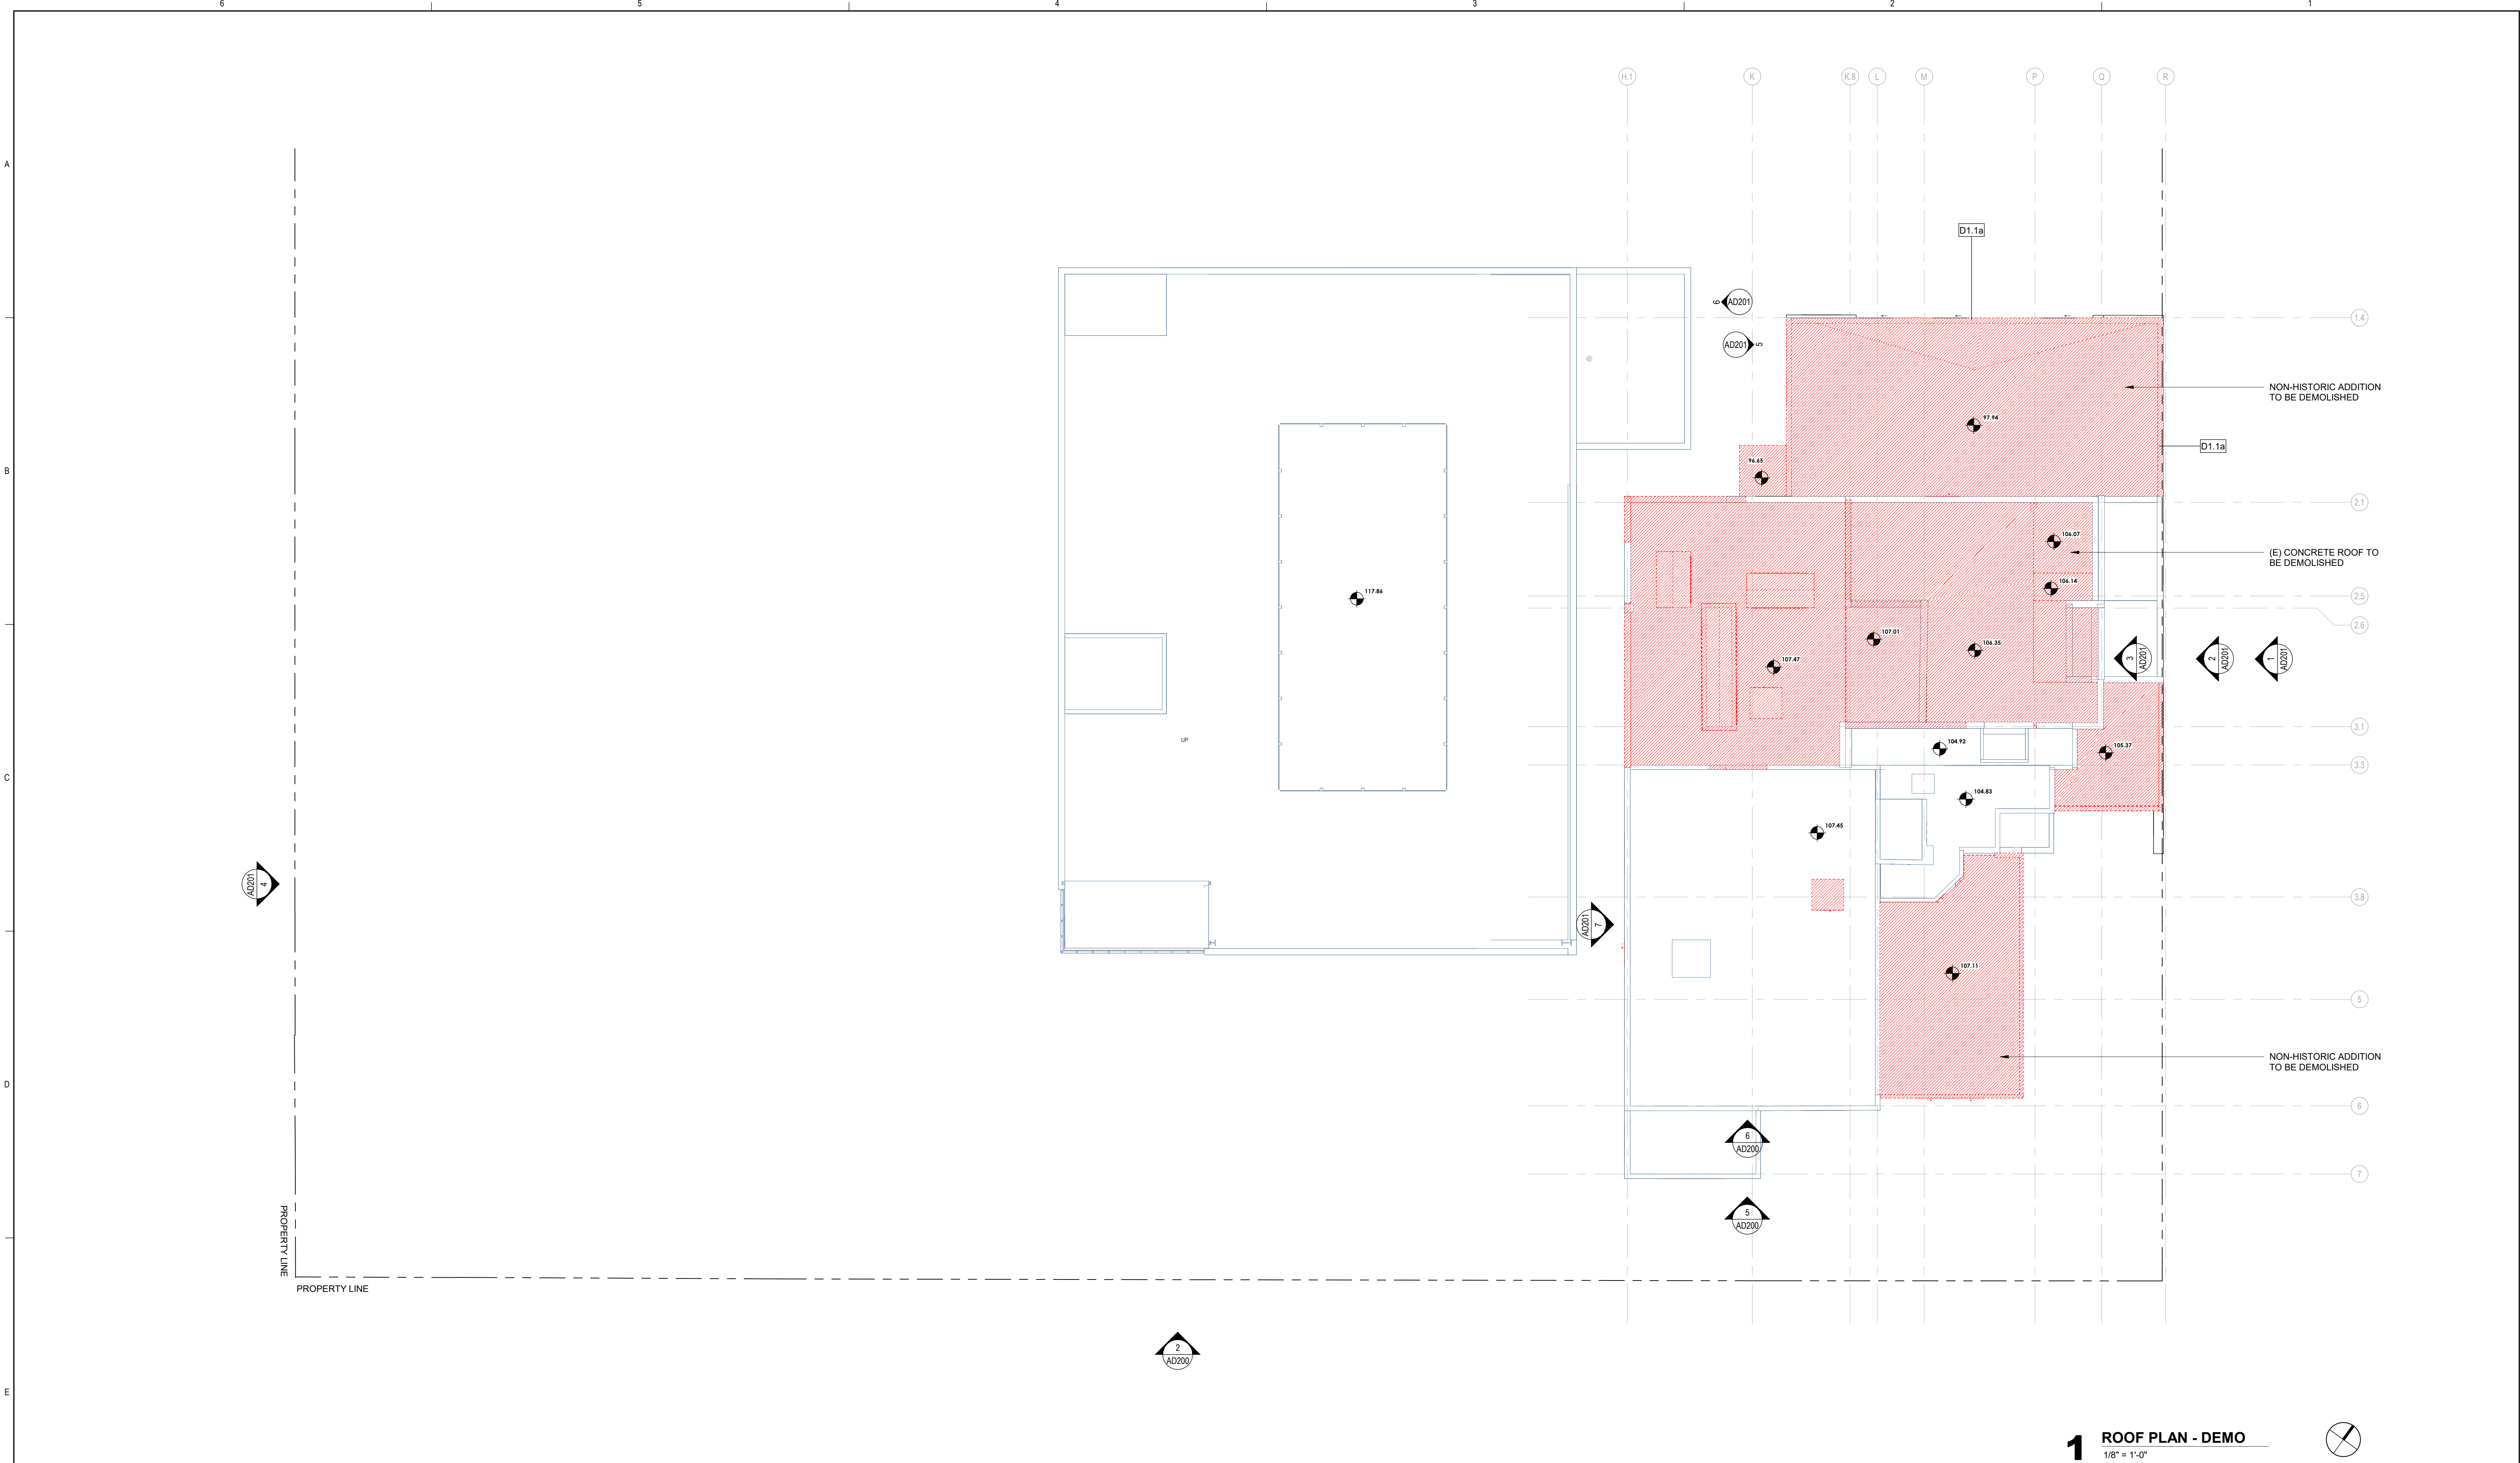 6 5 4 3 2 1
H.1 K K.8 L M P Q R
A
D1.1a
6 AD201
1.4
AD201 5
NON-HISTORIC ADDITION
TO BE DEMOLISHED
97.94
D1.1a
B
96.65
2.1
106.07
(E) CONCRETE ROOF TO
BE DEMOLISHED
106.14
117.86
2.5
2.6
107.01
106.35
107.47
3 AD201
2 AD201
1 AD201
3.1
UP
104.92
105.37
3.3
C
104.83
107.45
AD201 4
3.8
AD201 7
107.11
5
NON-HISTORIC ADDITION
TO BE DEMOLISHED
D
6
6
AD200
7
5
AD200
PROPERTY LINE
PROPERTY LINE
2
AD200
E
1 ROOF PLAN - DEMO
1/8" = 1'-0"